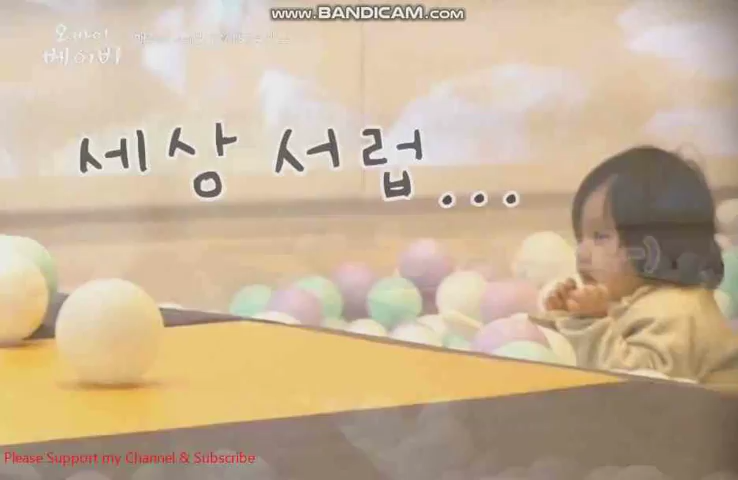 www.BANDICAM.com
오 마이
베이비
세상 서럽...
Please Support my Channel & Subscribe